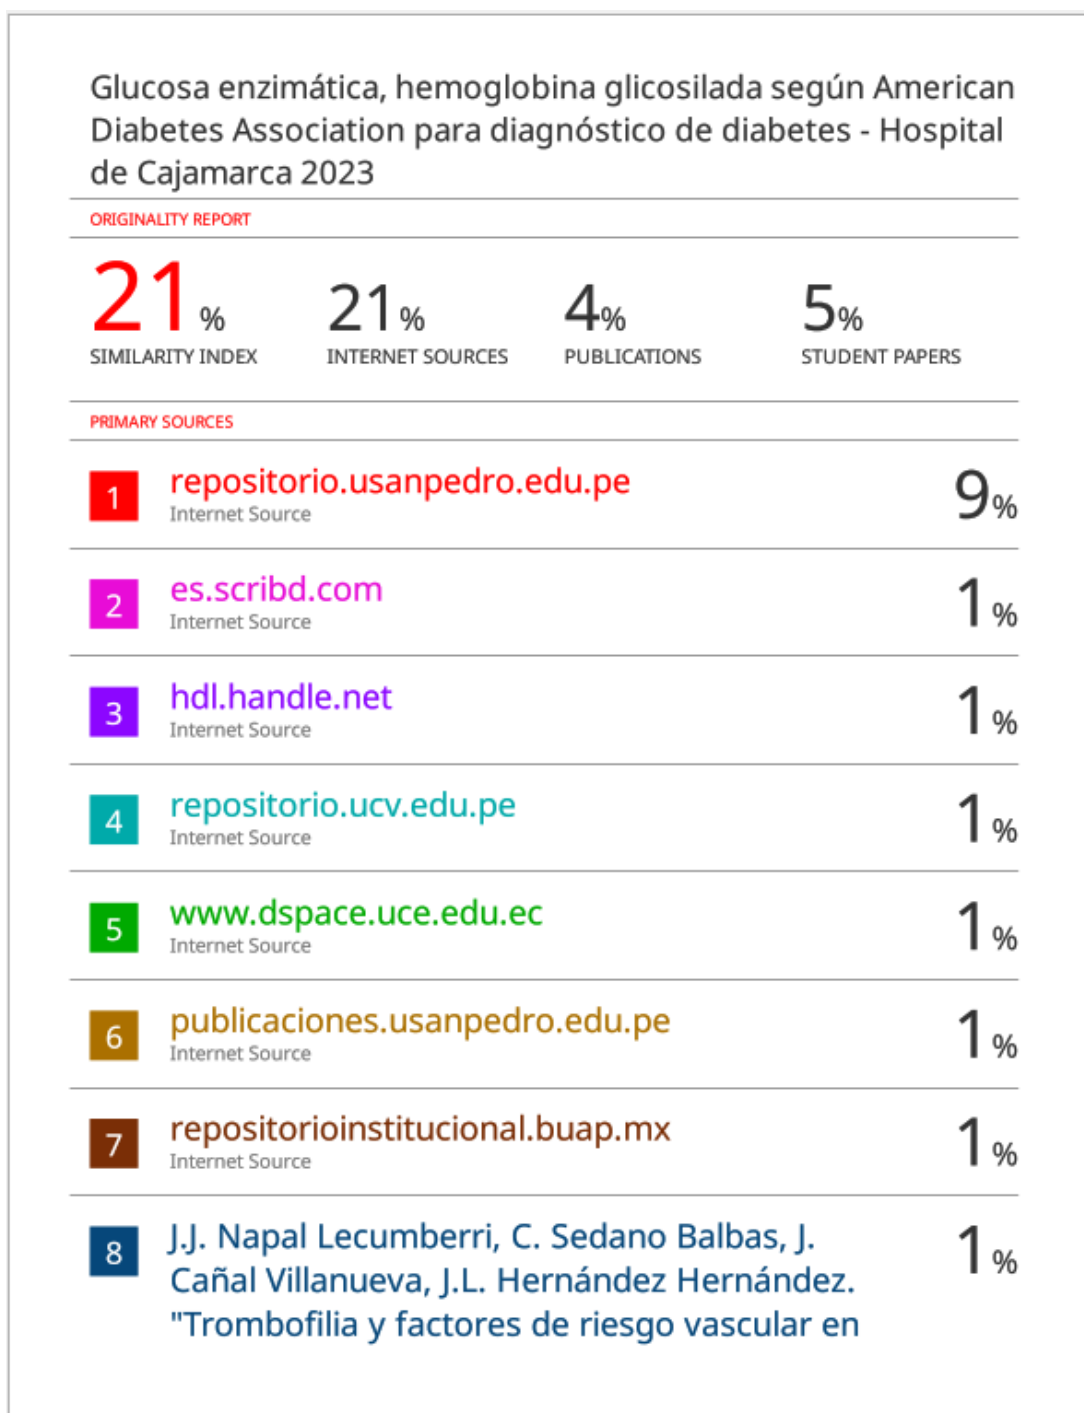 Glucosa enzimática, hemoglobina glicosilada según American
Diabetes Association para diagnóstico de diabetes - Hospital
de Cajamarca 2023
ORIGINALITY REPORT
21% 21% 4% 5%
SIMILARITY INDEX INTERNET SOURCES PUBLICATIONS STUDENT PAPERS
PRIMARY SOURCES
1 repositorio.usanpedro.edu.pe 9%
Internet Source
2 es.scribd.com 1%
Internet Source
3 hdl.handle.net 1%
Internet Source
4 repositorio.ucv.edu.pe 1%
Internet Source
5 www.dspace.uce.edu.ec 1%
Internet Source
6 publicaciones.usanpedro.edu.pe 1%
Internet Source
7 repositorioinstitucional.buap.mx 1%
Internet Source
8 J.J. Napal Lecumberri, C. Sedano Balbas, J. 1%
Cañal Villanueva, J.L. Hernández Hernández.
"Trombofilia y factores de riesgo vascular en